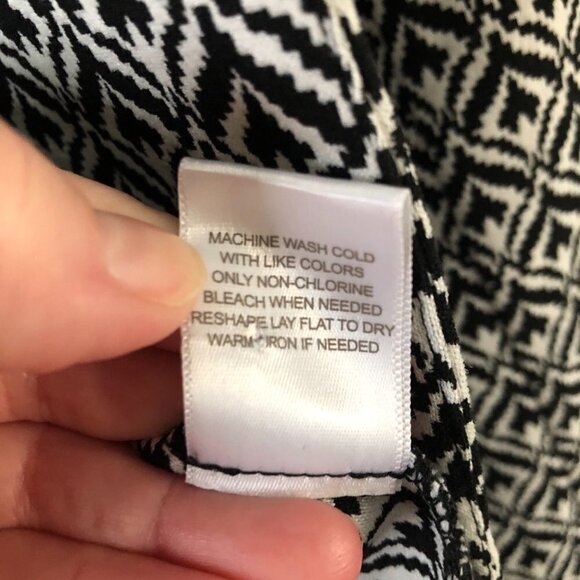 MACHINE WASH COLD
WITH LIKE COLORS
ONLY NON-CHLORINE
BLEACH WHEN NEEDED
RESHAPE LAY FLAT TO DRY
WARM IRON IF NEEDED